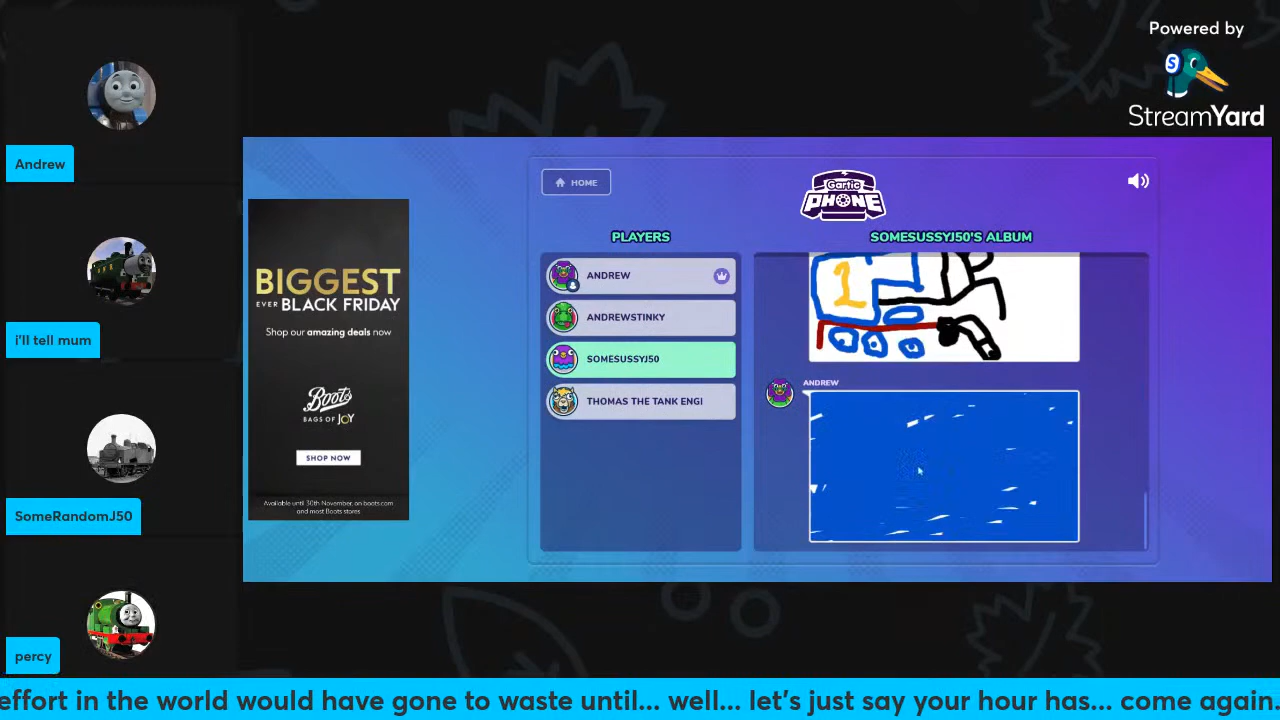 Powered by
StreamYard
Andrew
i'll tell mum
SomeRandomJ50
percy
HOME
Gartic
PHONE
PLAYERS
ANDREW
ANDREWSTINKY
SOMESUSSYJ50
THOMAS THE TANK ENGI
SOMESUSSYJ50'S ALBUM
1
ANDREW
BIGGEST
EVER BLACK FRIDAY
Shop our amazing deals now
Boots
BAGS OF JOY
SHOP NOW
Available until 30th November, on boots.com
and most Boots stores
effort in the world would have gone to waste until... well... let's just say your hour has... come again.